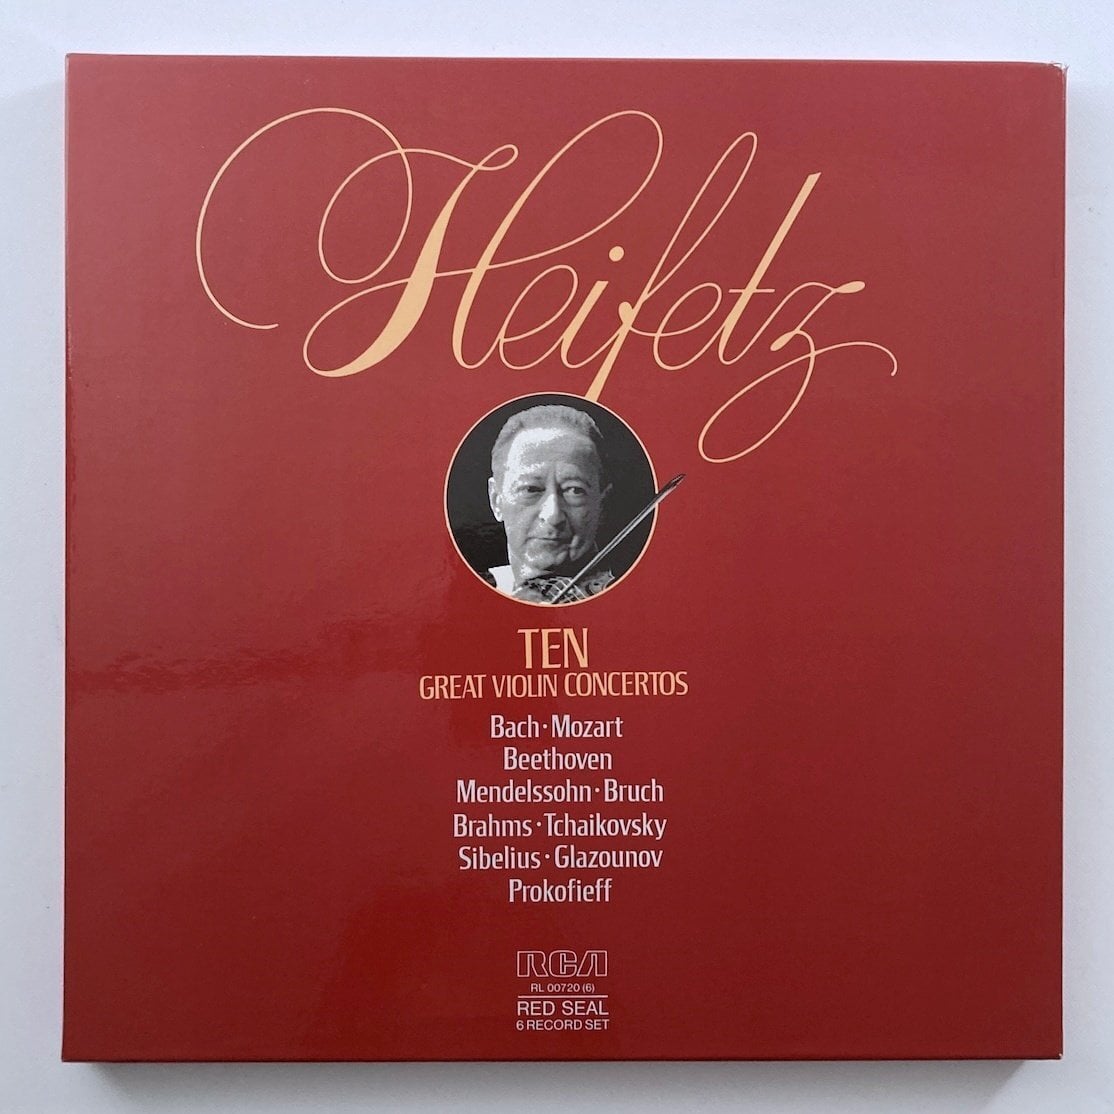 Heifetz
TEN
GREAT VIOLIN CONCERTOS
Bach·Mozart
Beethoven
Mendelssohn·Bruch
Brahms·Tchaikovsky
Sibelius·Glazounov
Prokofieff
RCA
RL 00720 (6)
RED SEAL
6 RECORD SET